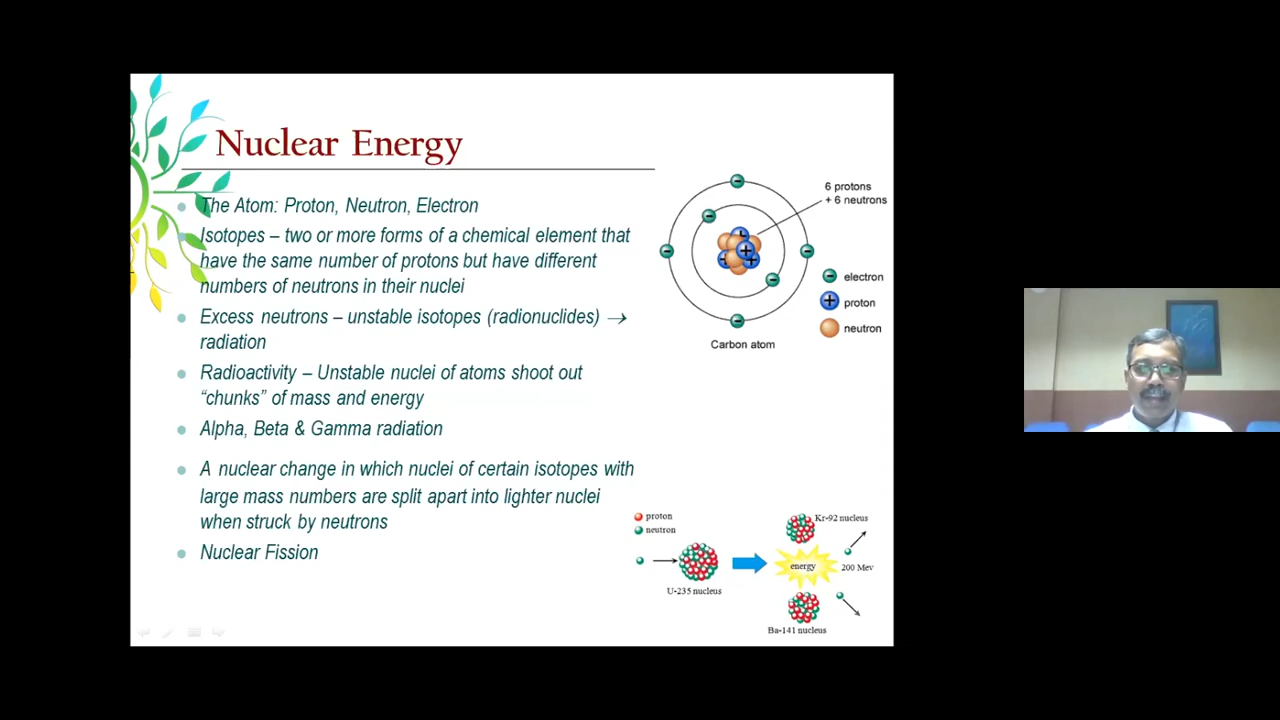 Nuclear Energy
The Atom: Proton, Neutron, Electron
Isotopes – two or more forms of a chemical element that
have the same number of protons but have different
numbers of neutrons in their nuclei
Excess neutrons – unstable isotopes (radionuclides) →
radiation
Radioactivity – Unstable nuclei of atoms shoot out
“chunks” of mass and energy
Alpha, Beta & Gamma radiation
A nuclear change in which nuclei of certain isotopes with
large mass numbers are split apart into lighter nuclei
when struck by neutrons
Nuclear Fission
6 protons
+ 6 neutrons
electron
proton
neutron
Carbon atom
proton
neutron
U-235 nucleus
Kr-92 nucleus
energy
200 Mev
Ba-141 nucleus